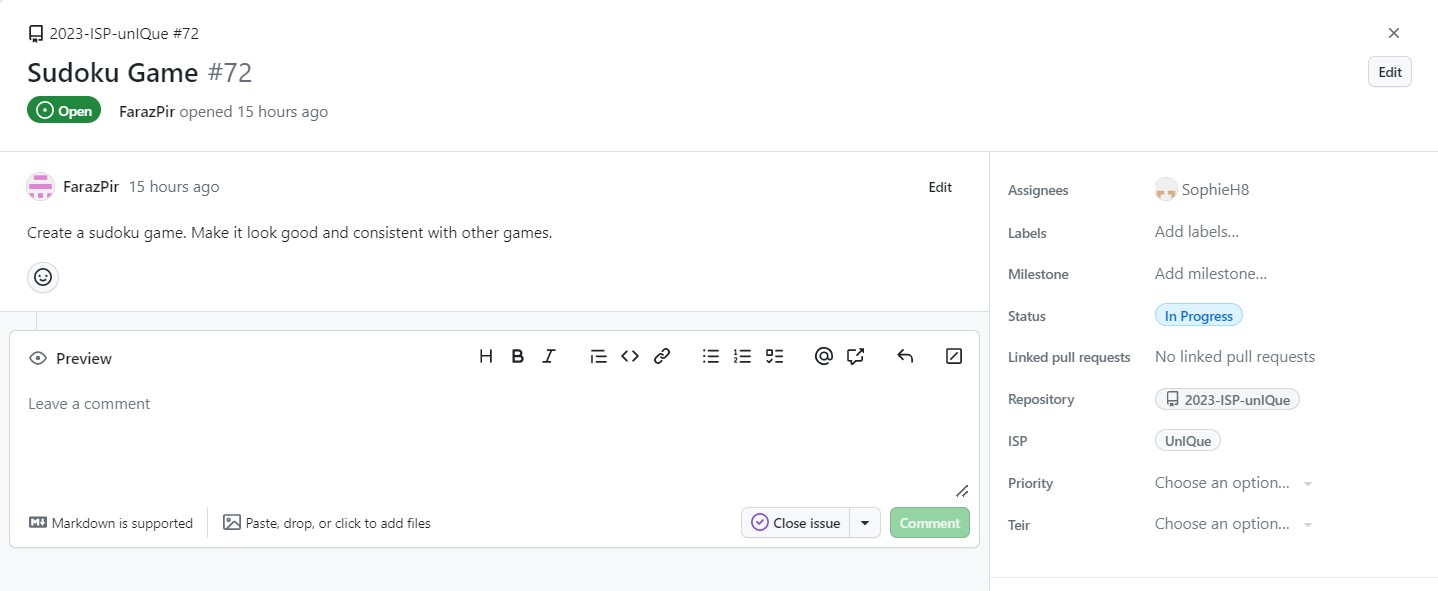 2023-ISP-unIQue #72
Sudoku Game #72
Edit
Open FarazPir opened 15 hours ago
FarazPir 15 hours ago Edit
Create a sudoku game. Make it look good and consistent with other games.
Preview
Leave a comment
Markdown is supported Paste, drop, or click to add files Close issue Comment
Assignees SophieH8
Labels Add labels...
Milestone Add milestone...
Status In Progress
Linked pull requests No linked pull requests
Repository 2023-ISP-unIQue
ISP UnIQue
Priority Choose an option...
Teir Choose an option...